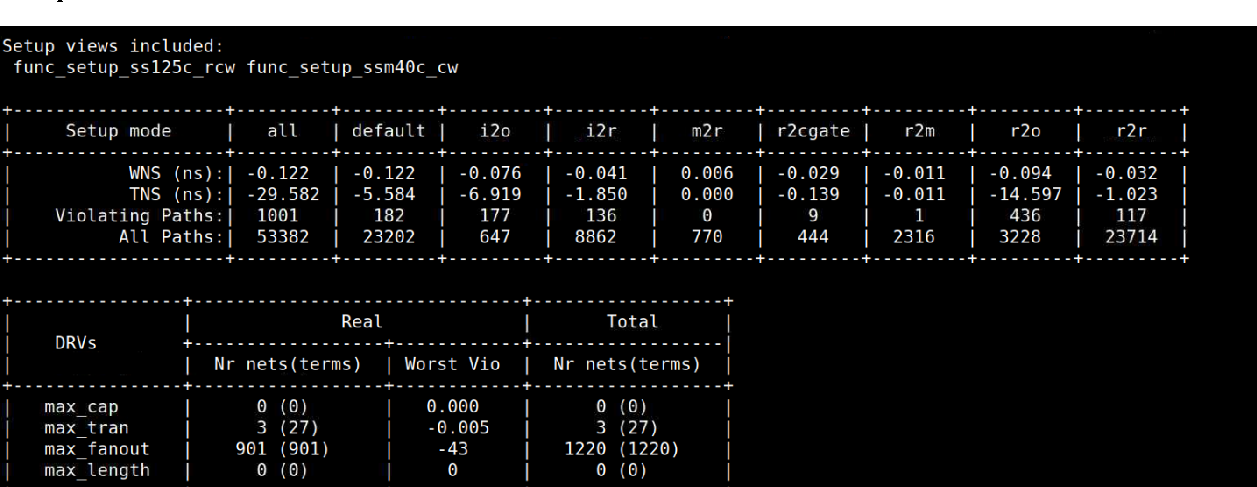 Setup views included:
func_setup_ss125c_rcw func_setup_ssm40c_cw
+--------------------+---------+---------+---------+---------+---------+---------+---------+---------+---------+
| Setup mode | all | default | i2o | i2r | m2r | r2cgate | r2m | r2o | r2r |
+--------------------+---------+---------+---------+---------+---------+---------+---------+---------+---------+
| WNS (ns):| -0.122 | -0.122 | -0.076 | -0.041 | 0.006 | -0.029 | -0.011 | -0.094 | -0.032 |
| TNS (ns):| -29.582 | -5.584 | -6.919 | -1.850 | 0.000 | -0.139 | -0.011 | -14.597 | -1.023 |
| Violating Paths:| 1001 | 182 | 177 | 136 | 0 | 9 | 1 | 436 | 117 |
| All Paths:| 53382 | 23202 | 647 | 8862 | 770 | 444 | 2316 | 3228 | 23714 |
+--------------------+---------+---------+---------+---------+---------+---------+---------+---------+---------+
+----------------+-------------------------------+------------------+
| | Real | Total |
| DRVs +------------------+------------+------------------|
| | Nr nets(terms) | Worst Vio | Nr nets(terms) |
+----------------+------------------+------------+------------------+
| max_cap | 0 (0) | 0.000 | 0 (0) |
| max_tran | 3 (27) | -0.005 | 3 (27) |
| max_fanout | 901 (901) | -43 | 1220 (1220) |
| max_length | 0 (0) | 0 | 0 (0) |